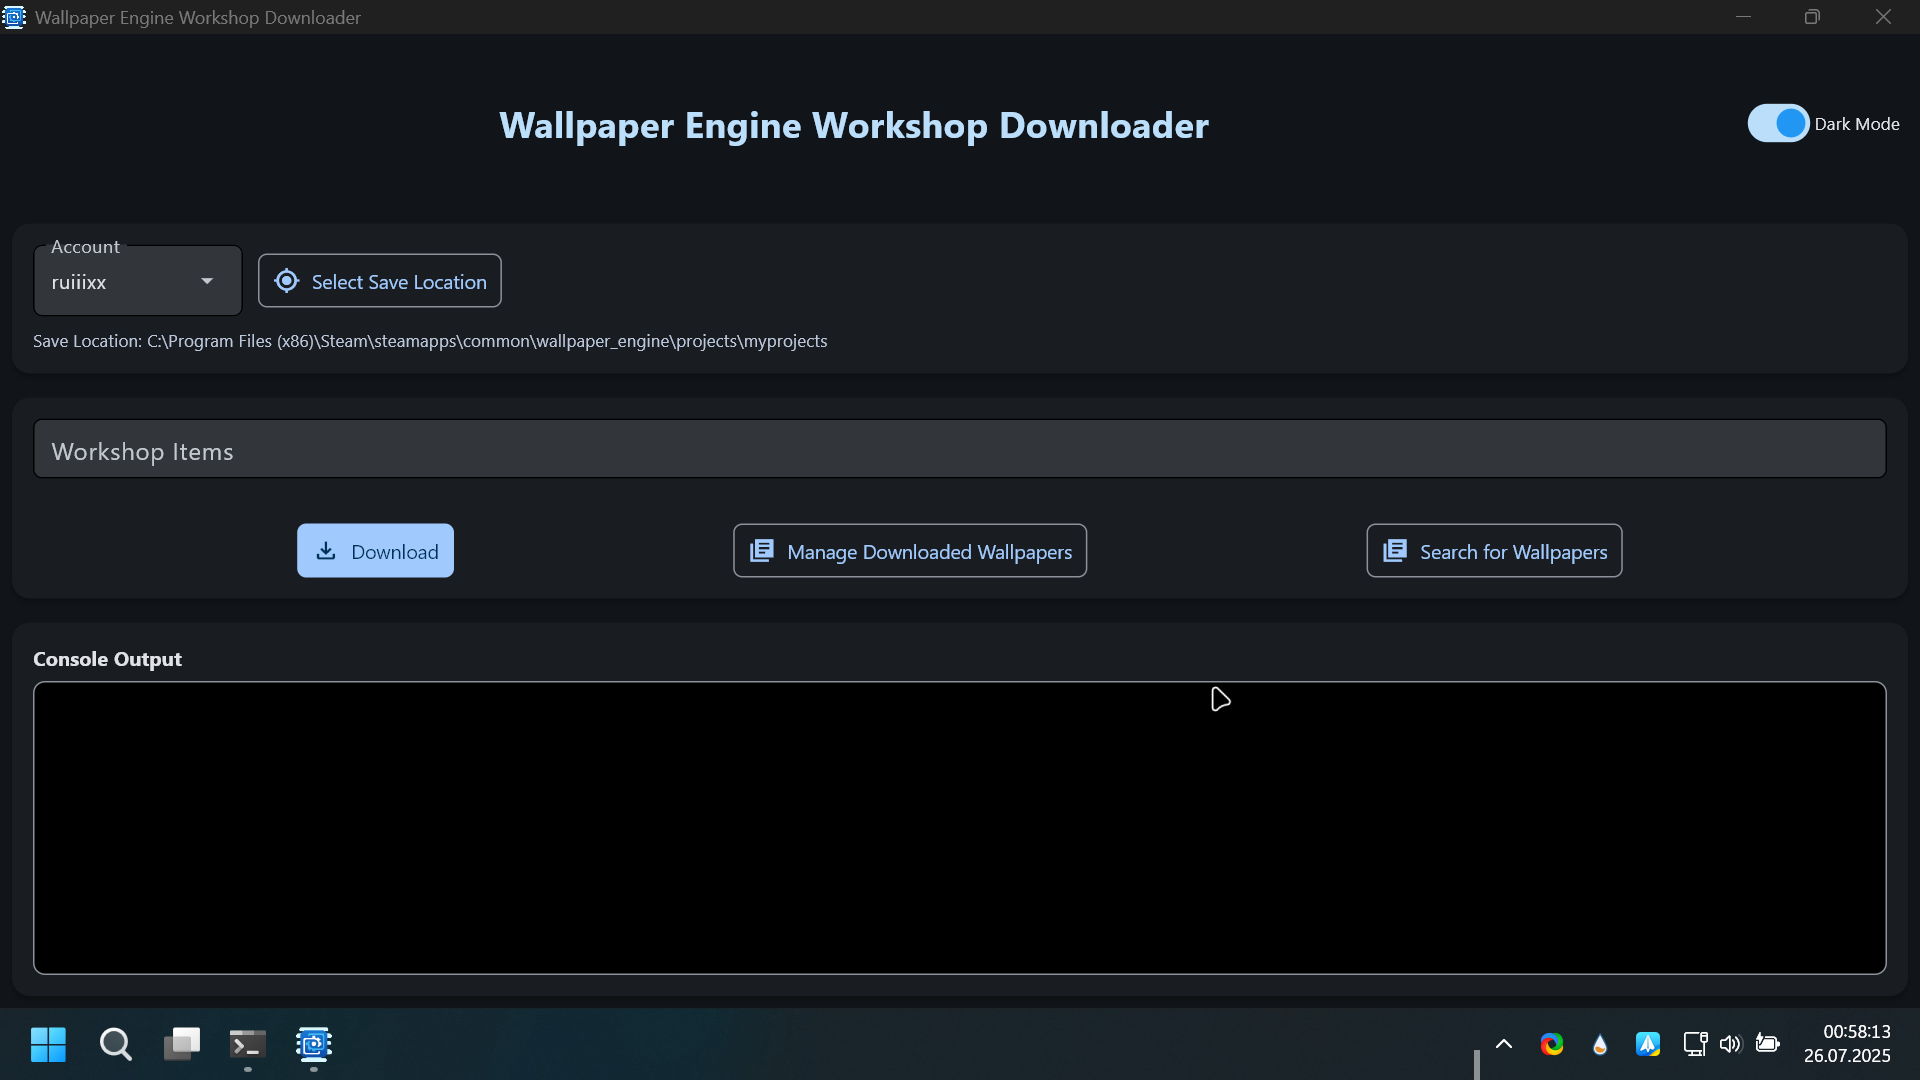 Wallpaper Engine Workshop Downloader
Wallpaper Engine Workshop Downloader
Dark Mode
Account
ruiiixx
Select Save Location
Save Location: C:\Program Files (x86)\Steam\steamapps\common\wallpaper_engine\projects\myprojects
Workshop Items
Download
Manage Downloaded Wallpapers
Search for Wallpapers
Console Output
00:58:13
26.07.2025